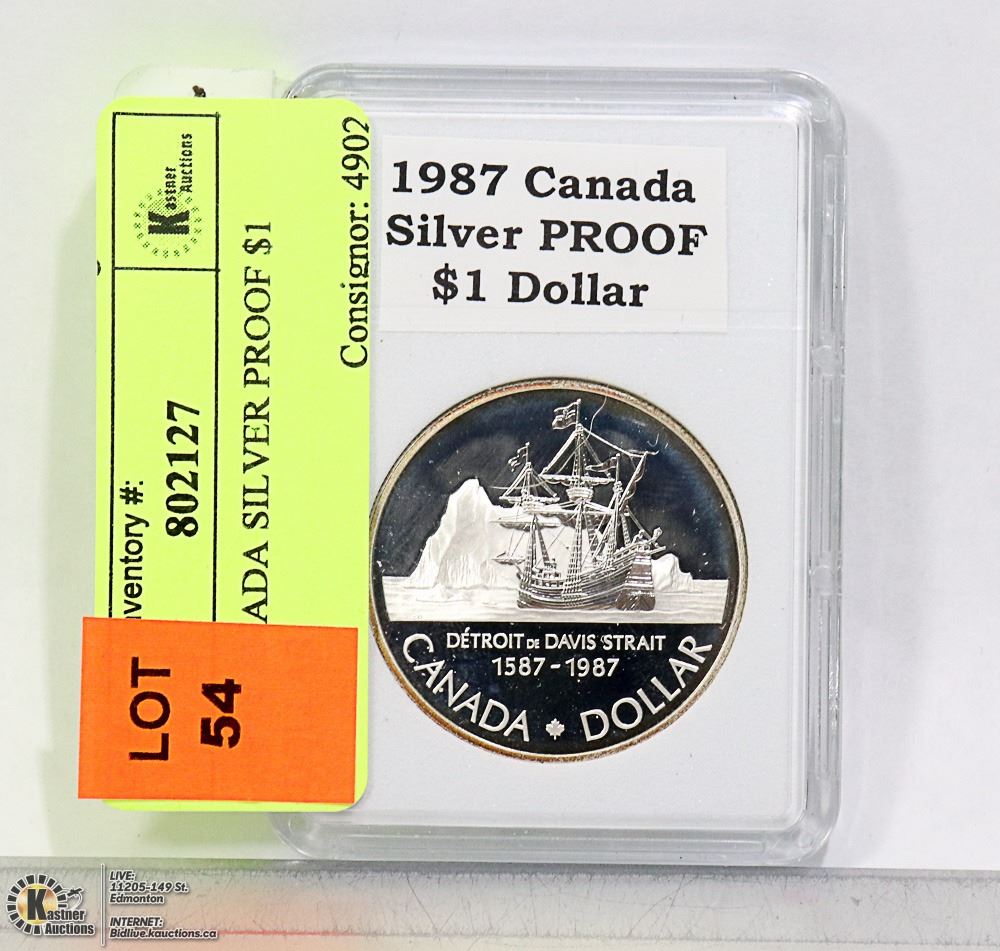 Kastner
Auctions
nventory #:
802127
ADA SILVER PROOF $1
Consignor: 4902
LOT
54
1987 Canada
Silver PROOF
$1 Dollar
DÉTROIT DE DAVIS STRAIT
1587-1987
CANADA DOLLAR
Kastner
Auctions
LIVE:
11205-149 St.
Edmonton
INTERNET:
Bidlive.kauctions.ca